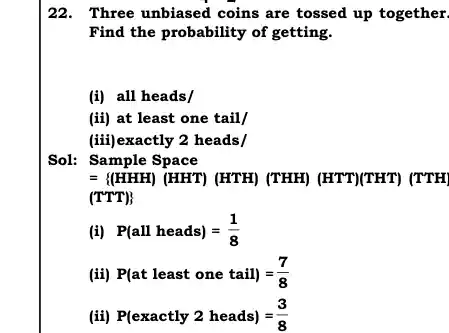 22. Three unbiased coins are tossed up together.
Find the probability of getting.
(i) all heads/
(ii) at least one tail/
(iii)exactly 2 heads/
Sol: Sample Space
= {(HHH) (HHT) (HTH) (THH) (HTT)(THT) (TTH)
(TTT)}
(i) P(all heads) = 1/8
(ii) P(at least one tail) = 7/8
(ii) P(exactly 2 heads) = 3/8